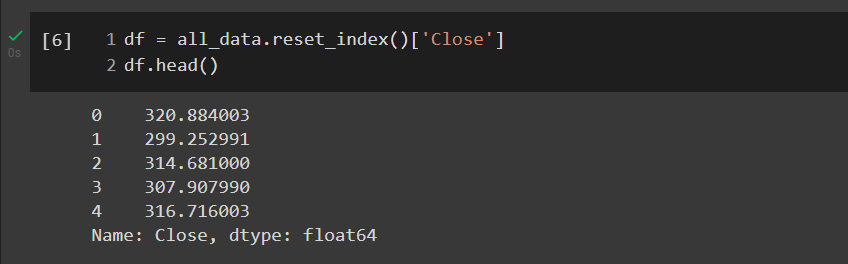 [6] 1 df = all_data.reset_index()['Close']
0s 2 df.head()
0 320.884003
1 299.252991
2 314.681000
3 307.907990
4 316.716003
Name: Close, dtype: float64